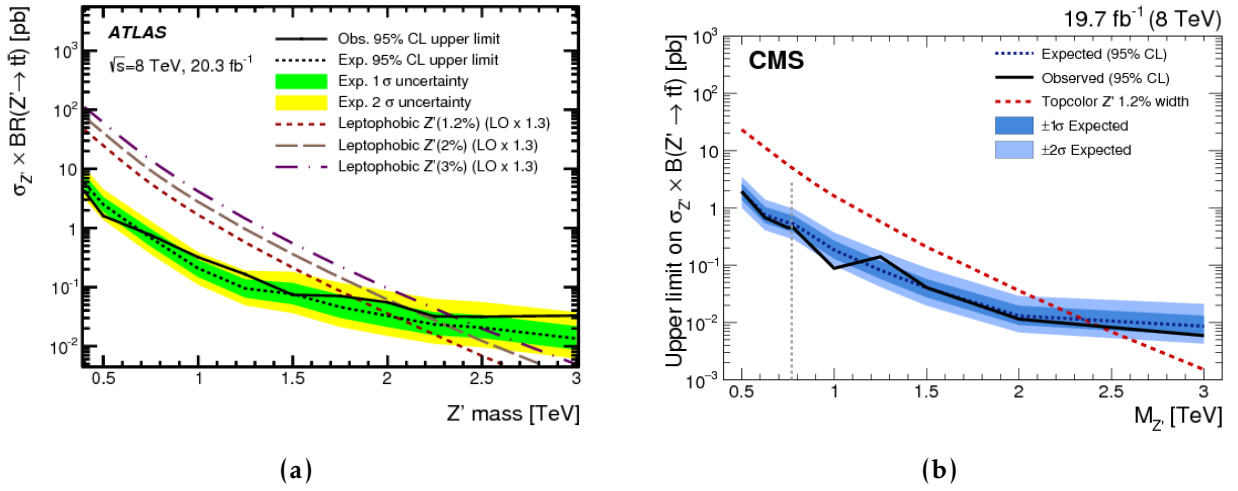 ATLAS
√s=8 TeV, 20.3 fb⁻¹
Obs. 95% CL upper limit
Exp. 95% CL upper limit
Exp. 1 σ uncertainty
Exp. 2 σ uncertainty
Leptophobic Z'(1.2%) (LO x 1.3)
Leptophobic Z'(2%) (LO x 1.3)
Leptophobic Z'(3%) (LO x 1.3)
σ_Z' × BR(Z'→ tt̄) [pb]
10³
10²
10
1
10⁻¹
10⁻²
0.5 1 1.5 2 2.5 3
Z' mass [TeV]
(a)
19.7 fb⁻¹ (8 TeV)
CMS
Expected (95% CL)
Observed (95% CL)
Topcolor Z' 1.2% width
±1σ Expected
±2σ Expected
Upper limit on σ_Z' × B(Z' → tt̄) [pb]
10³
10²
10
1
10⁻¹
10⁻²
10⁻³
0.5 1 1.5 2 2.5 3
M_Z' [TeV]
(b)